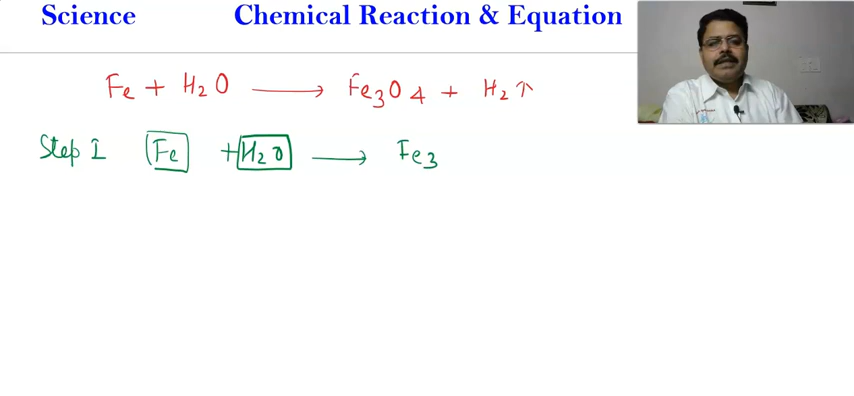 Science Chemical Reaction & Equation
Fe + H₂O ⟶ Fe₃O₄ + H₂↑
Step I Fe + H₂O ⟶ Fe₃